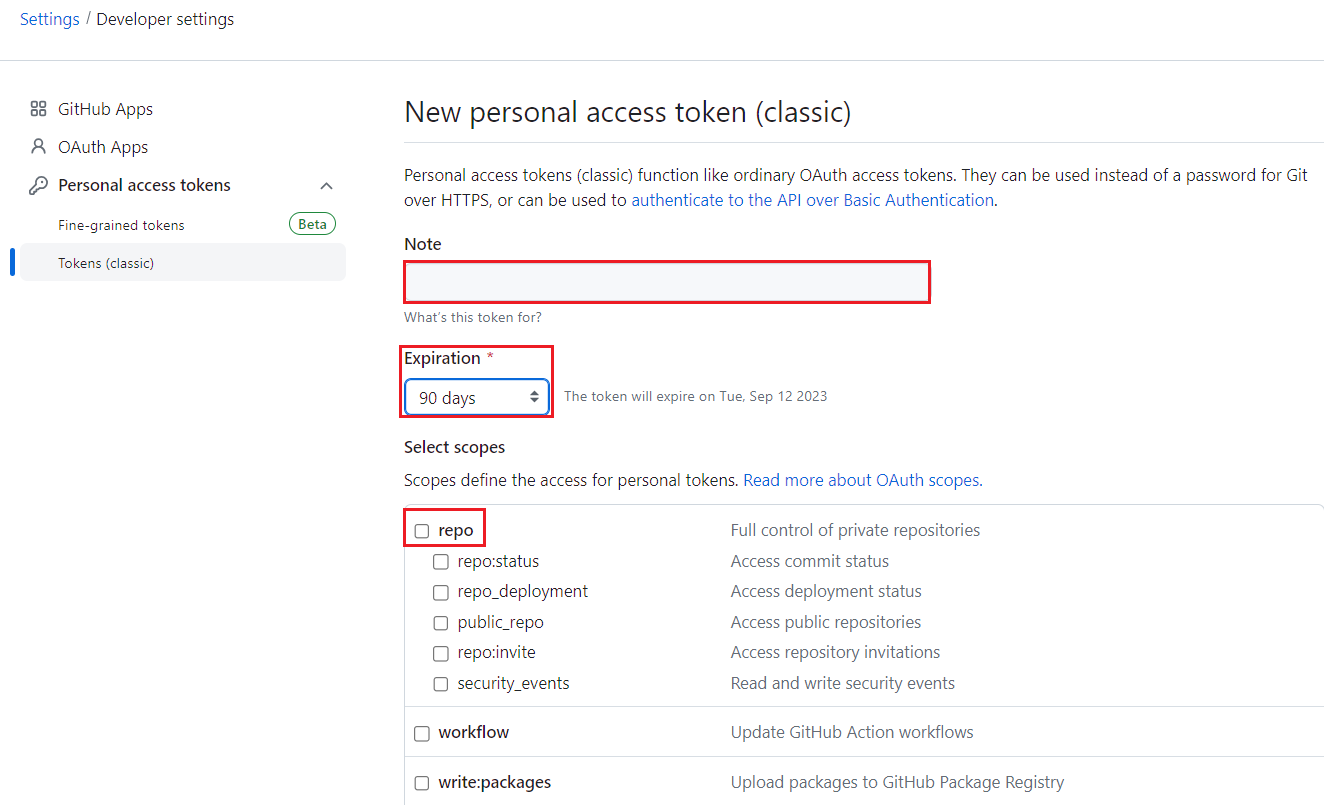 Settings / Developer settings
GitHub Apps
OAuth Apps
Personal access tokens
Fine-grained tokens Beta
Tokens (classic)
New personal access token (classic)
Personal access tokens (classic) function like ordinary OAuth access tokens. They can be used instead of a password for Git
over HTTPS, or can be used to authenticate to the API over Basic Authentication.
Note
What's this token for?
Expiration *
90 days The token will expire on Tue, Sep 12 2023
Select scopes
Scopes define the access for personal tokens. Read more about OAuth scopes.
repo Full control of private repositories
repo:status Access commit status
repo_deployment Access deployment status
public_repo Access public repositories
repo:invite Access repository invitations
security_events Read and write security events
workflow Update GitHub Action workflows
write:packages Upload packages to GitHub Package Registry